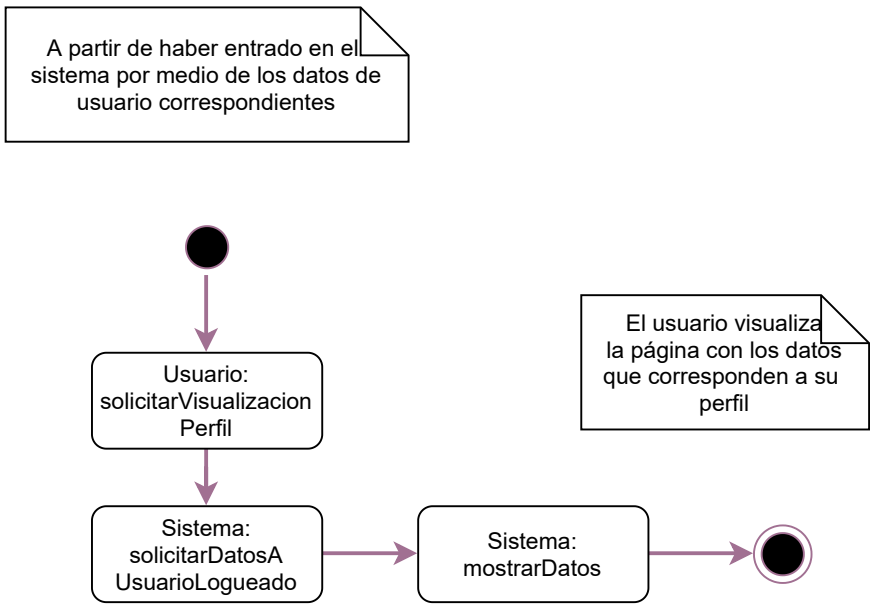 A partir de haber entrado en el
sistema por medio de los datos de
usuario correspondientes
El usuario visualiza
la página con los datos
que corresponden a su
perfil
Usuario:
solicitarVisualizacion
Perfil
Sistema:
solicitarDatosA
UsuarioLogueado
Sistema:
mostrarDatos